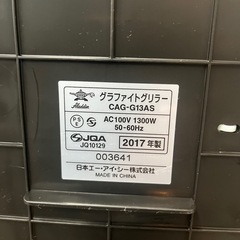 Aladdin
グラファイトグリラー
CAG-G13AS
PSE
AC100V 1300W
50-60Hz
JQA
JQ10129
2017年製
003641
日本エー・アイ・シー株式会社
MADE IN CHINA